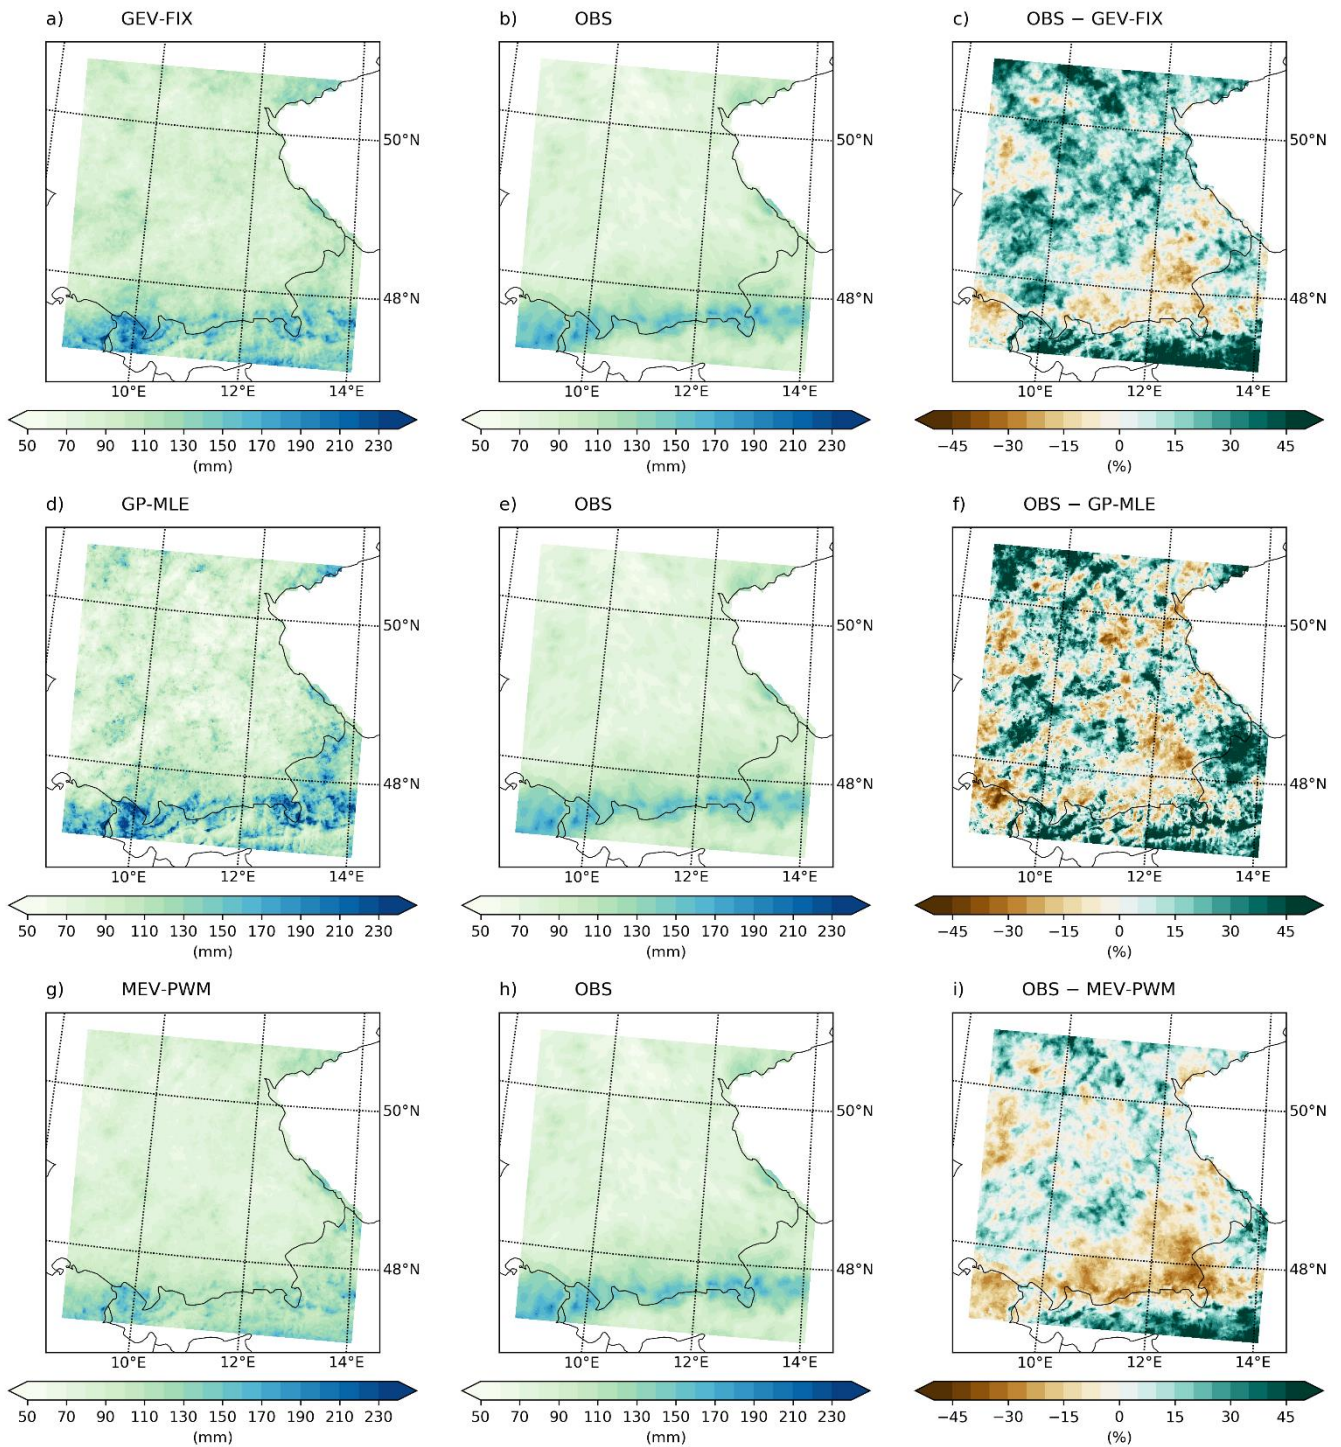 a) GEV-FIX
b) OBS
c) OBS − GEV-FIX
50°N
50°N
50°N
48°N
48°N
48°N
10°E 12°E 14°E
10°E 12°E 14°E
10°E 12°E 14°E
50 70 90 110 130 150 170 190 210 230
50 70 90 110 130 150 170 190 210 230
−45 −30 −15 0 15 30 45
(mm)
(mm)
(%)
d) GP-MLE
e) OBS
f) OBS − GP-MLE
50°N
50°N
50°N
48°N
48°N
48°N
10°E 12°E 14°E
10°E 12°E 14°E
10°E 12°E 14°E
50 70 90 110 130 150 170 190 210 230
50 70 90 110 130 150 170 190 210 230
−45 −30 −15 0 15 30 45
(mm)
(mm)
(%)
g) MEV-PWM
h) OBS
i) OBS − MEV-PWM
50°N
50°N
50°N
48°N
48°N
48°N
10°E 12°E 14°E
10°E 12°E 14°E
10°E 12°E 14°E
50 70 90 110 130 150 170 190 210 230
50 70 90 110 130 150 170 190 210 230
−45 −30 −15 0 15 30 45
(mm)
(mm)
(%)